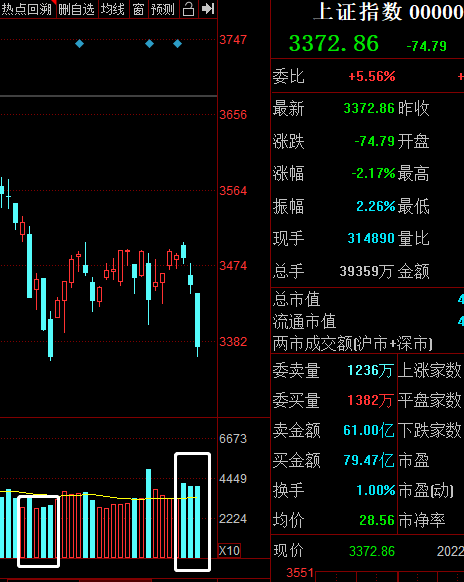 热点回溯 删自选 均线 窗 预测
上证指数 00000
3372.86 -74.79
3747
3656
3564
3474
3382
委比 +5.56% +
最新 3372.86 昨收
涨跌 -74.79 开盘
涨幅 -2.17% 最高
振幅 2.26% 最低
现手 314890 量比
总手 39359万 金额
总市值 4
流通市值 4
两市成交额(沪市+深市)
委卖量 1236万 上涨家数
委买量 1382万 平盘家数
卖金额 61.00亿 下跌家数
买金额 79.47亿 市盈
换手 1.00% 市盈(动)
均价 28.56 市净率
6673
4449
2224
X10
现价 3372.86 2022
3551